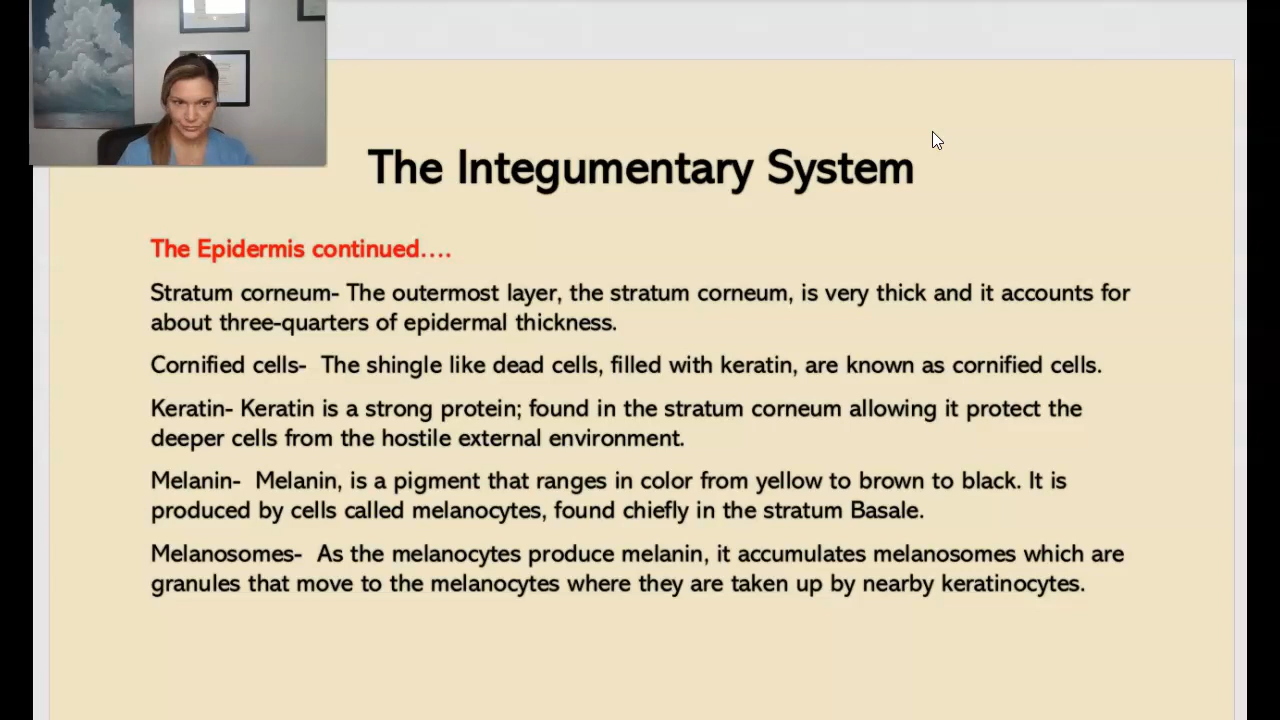 The Integumentary System
The Epidermis continued....
Stratum corneum- The outermost layer, the stratum corneum, is very thick and it accounts for
about three-quarters of epidermal thickness.
Cornified cells-  The shingle like dead cells, filled with keratin, are known as cornified cells.
Keratin- Keratin is a strong protein; found in the stratum corneum allowing it protect the
deeper cells from the hostile external environment.
Melanin-  Melanin, is a pigment that ranges in color from yellow to brown to black. It is
produced by cells called melanocytes, found chiefly in the stratum Basale.
Melanosomes-  As the melanocytes produce melanin, it accumulates melanosomes which are
granules that move to the melanocytes where they are taken up by nearby keratinocytes.